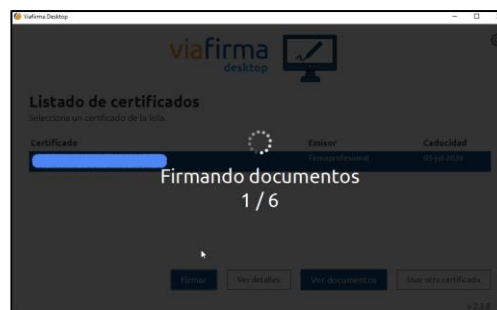 Viafirma Desktop
viafirma
desktop
Listado de certificados
Selecciona un certificado de la lista
Certificado Emisor Caducidad
Firmaprofesional
Firmando documentos
1 / 6
Firmar Ver detalles Ver documentos Usar otro certificado